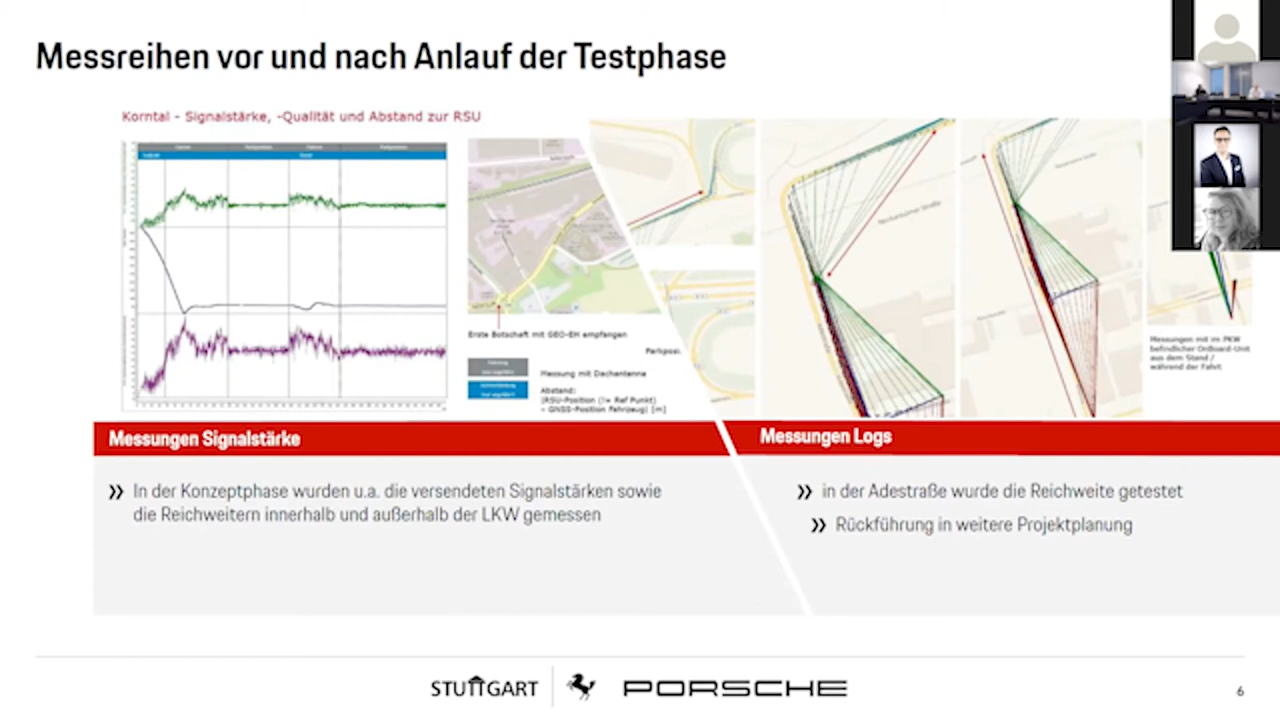 Messreihen vor und nach Anlauf der Testphase
Korntal - Signalstärke, -Qualität und Abstand zur RSU
Erste Botschaft mit GEO-EH empfangen
Messung mit Dachantenne
Abstand:
(RSU-Position (!= Ref Punkt)
– GNSS-Position Fahrzeug) [m]
Parkposi.
Neckarsulmer Straße
Messungen mit im PKW
befindlicher OnBoard-Unit
aus dem Stand /
während der Fahrt
Messungen Signalstärke
In der Konzeptphase wurden u.a. die versendeten Signalstärken sowie
die Reichweitern innerhalb und außerhalb der LKW gemessen
Messungen Logs
in der Adestraße wurde die Reichweite getestet
Rückführung in weitere Projektplanung
STUTTGART
PORSCHE
6